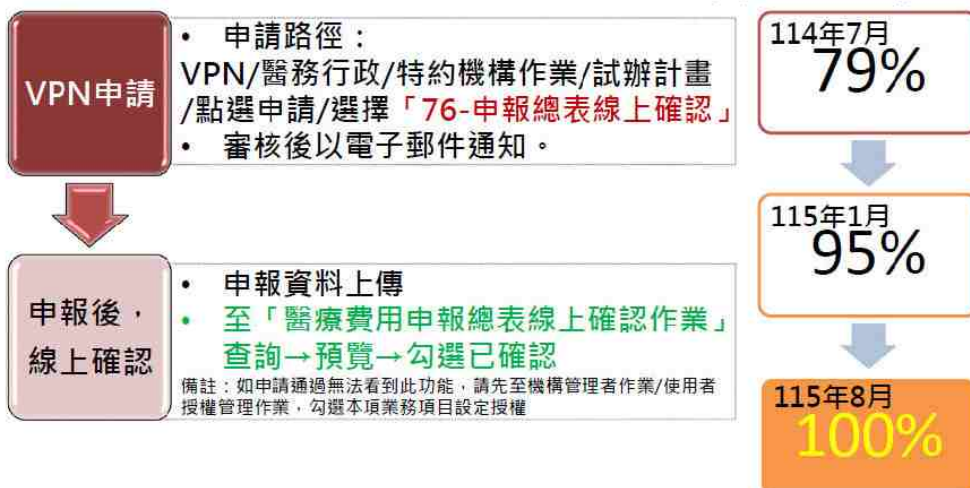 VPN申請
• 申請路徑：
VPN/醫務行政/特約機構作業/試辦計畫
/點選申請/選擇「76-申報總表線上確認」
• 審核後以電子郵件通知。
申報後，
線上確認
• 申報資料上傳
• 至「醫療費用申報總表線上確認作業」
查詢→預覽→勾選已確認
備註：如申請通過無法看到此功能，請先至機構管理者作業/使用者
授權管理作業，勾選本項業務項目設定授權
114年7月
79%
115年1月
95%
115年8月
100%